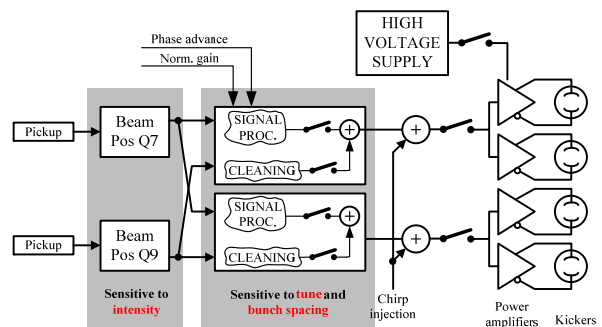 Phase advance
Norm. gain
HIGH
VOLTAGE
SUPPLY
Pickup
Beam
Pos Q7
SIGNAL
PROC.
+
CLEANING
+
Pickup
Beam
Pos Q9
SIGNAL
PROC.
+
CLEANING
+
Sensitive to
intensity
Sensitive to tune and
bunch spacing
Chirp
injection
Power
amplifiers
Kickers